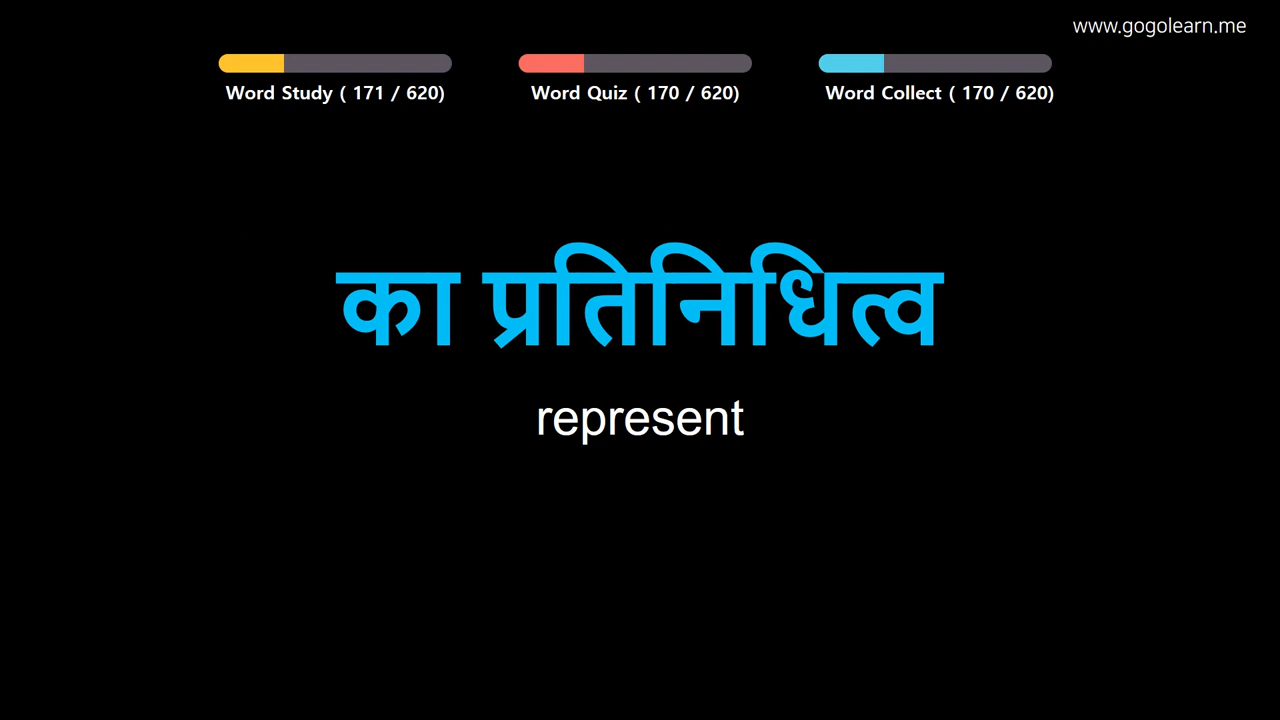 www.gogolearn.me
Word Study ( 171 / 620)
Word Quiz ( 170 / 620)
Word Collect ( 170 / 620)
का प्रतिनिधित्व
represent